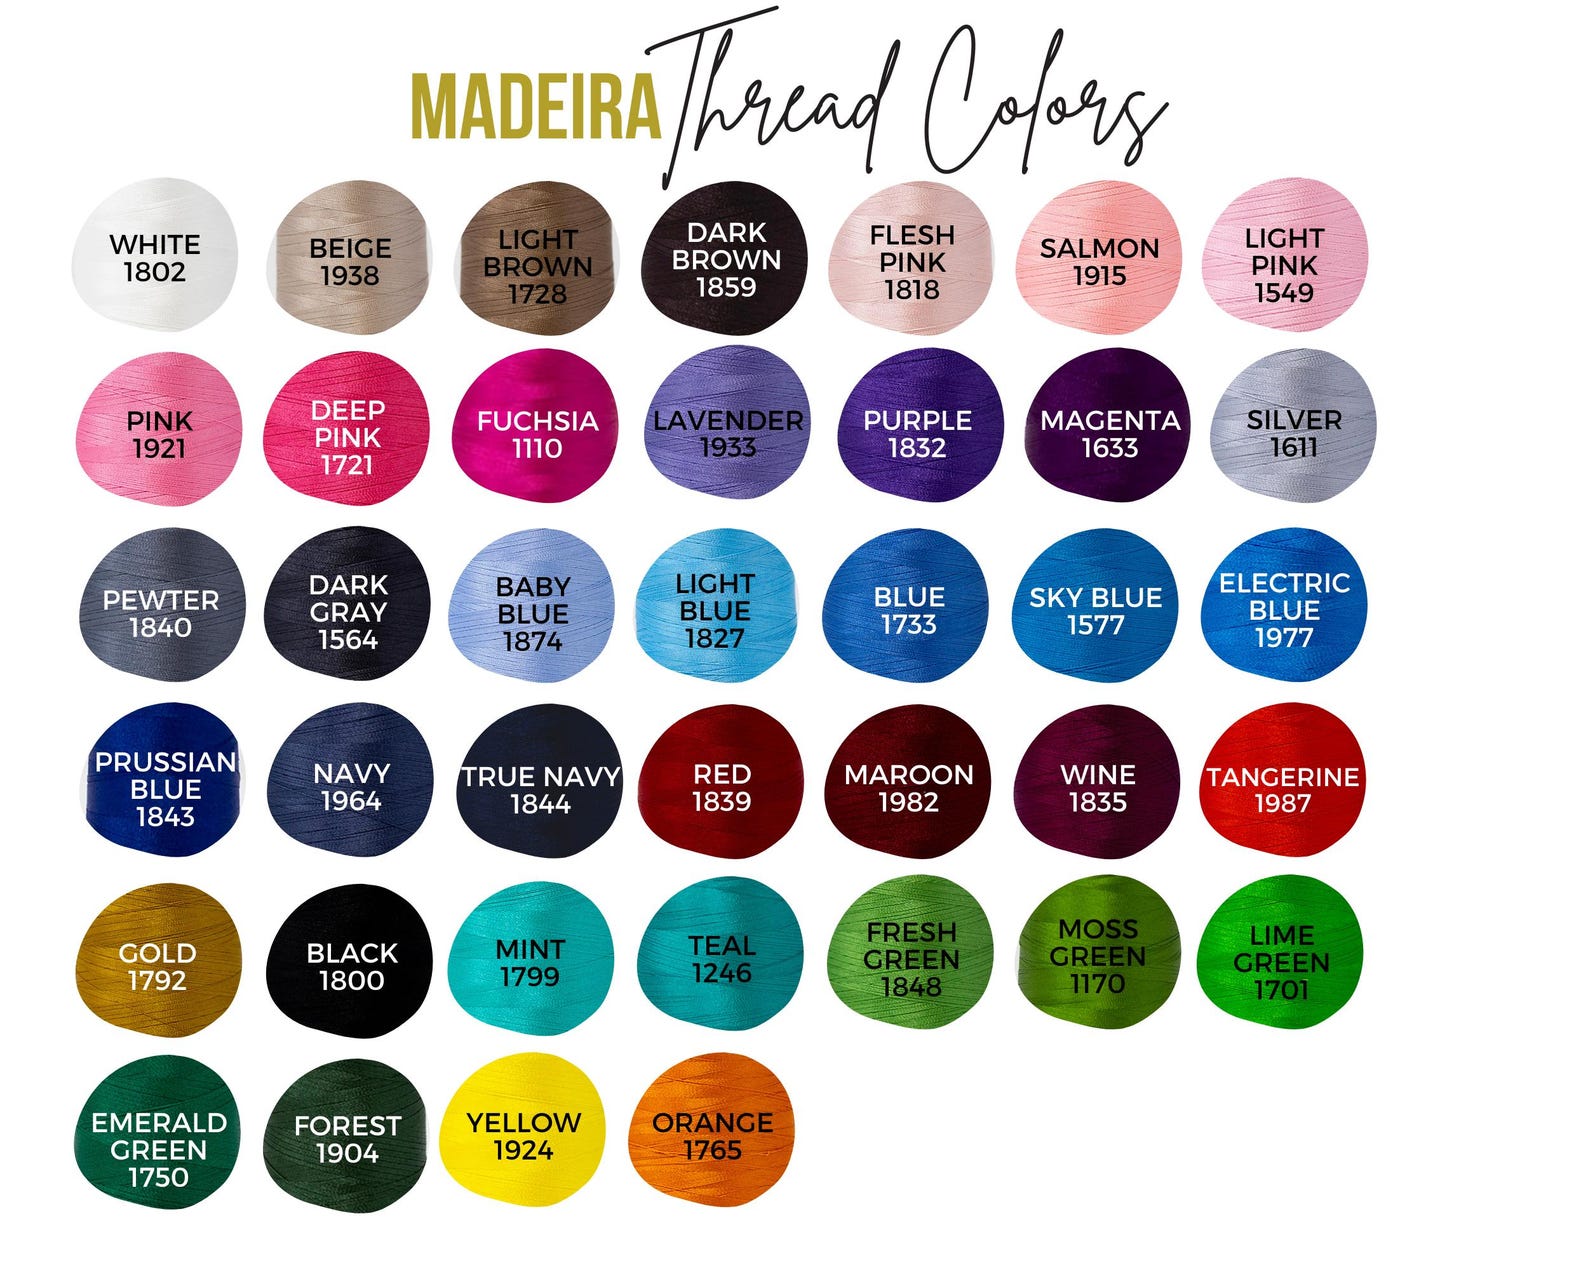 MADEIRA Thread Colors
WHITE
1802
BEIGE
1938
LIGHT
BROWN
1728
DARK
BROWN
1859
FLESH
PINK
1818
SALMON
1915
LIGHT
PINK
1549
PINK
1921
DEEP
PINK
1721
FUCHSIA
1110
LAVENDER
1933
PURPLE
1832
MAGENTA
1633
SILVER
1611
PEWTER
1840
DARK
GRAY
1564
BABY
BLUE
1874
LIGHT
BLUE
1827
BLUE
1733
SKY BLUE
1577
ELECTRIC
BLUE
1977
PRUSSIAN
BLUE
1843
NAVY
1964
TRUE NAVY
1844
RED
1839
MAROON
1982
WINE
1835
TANGERINE
1987
GOLD
1792
BLACK
1800
MINT
1799
TEAL
1246
FRESH
GREEN
1848
MOSS
GREEN
1170
LIME
GREEN
1701
EMERALD
GREEN
1750
FOREST
1904
YELLOW
1924
ORANGE
1765